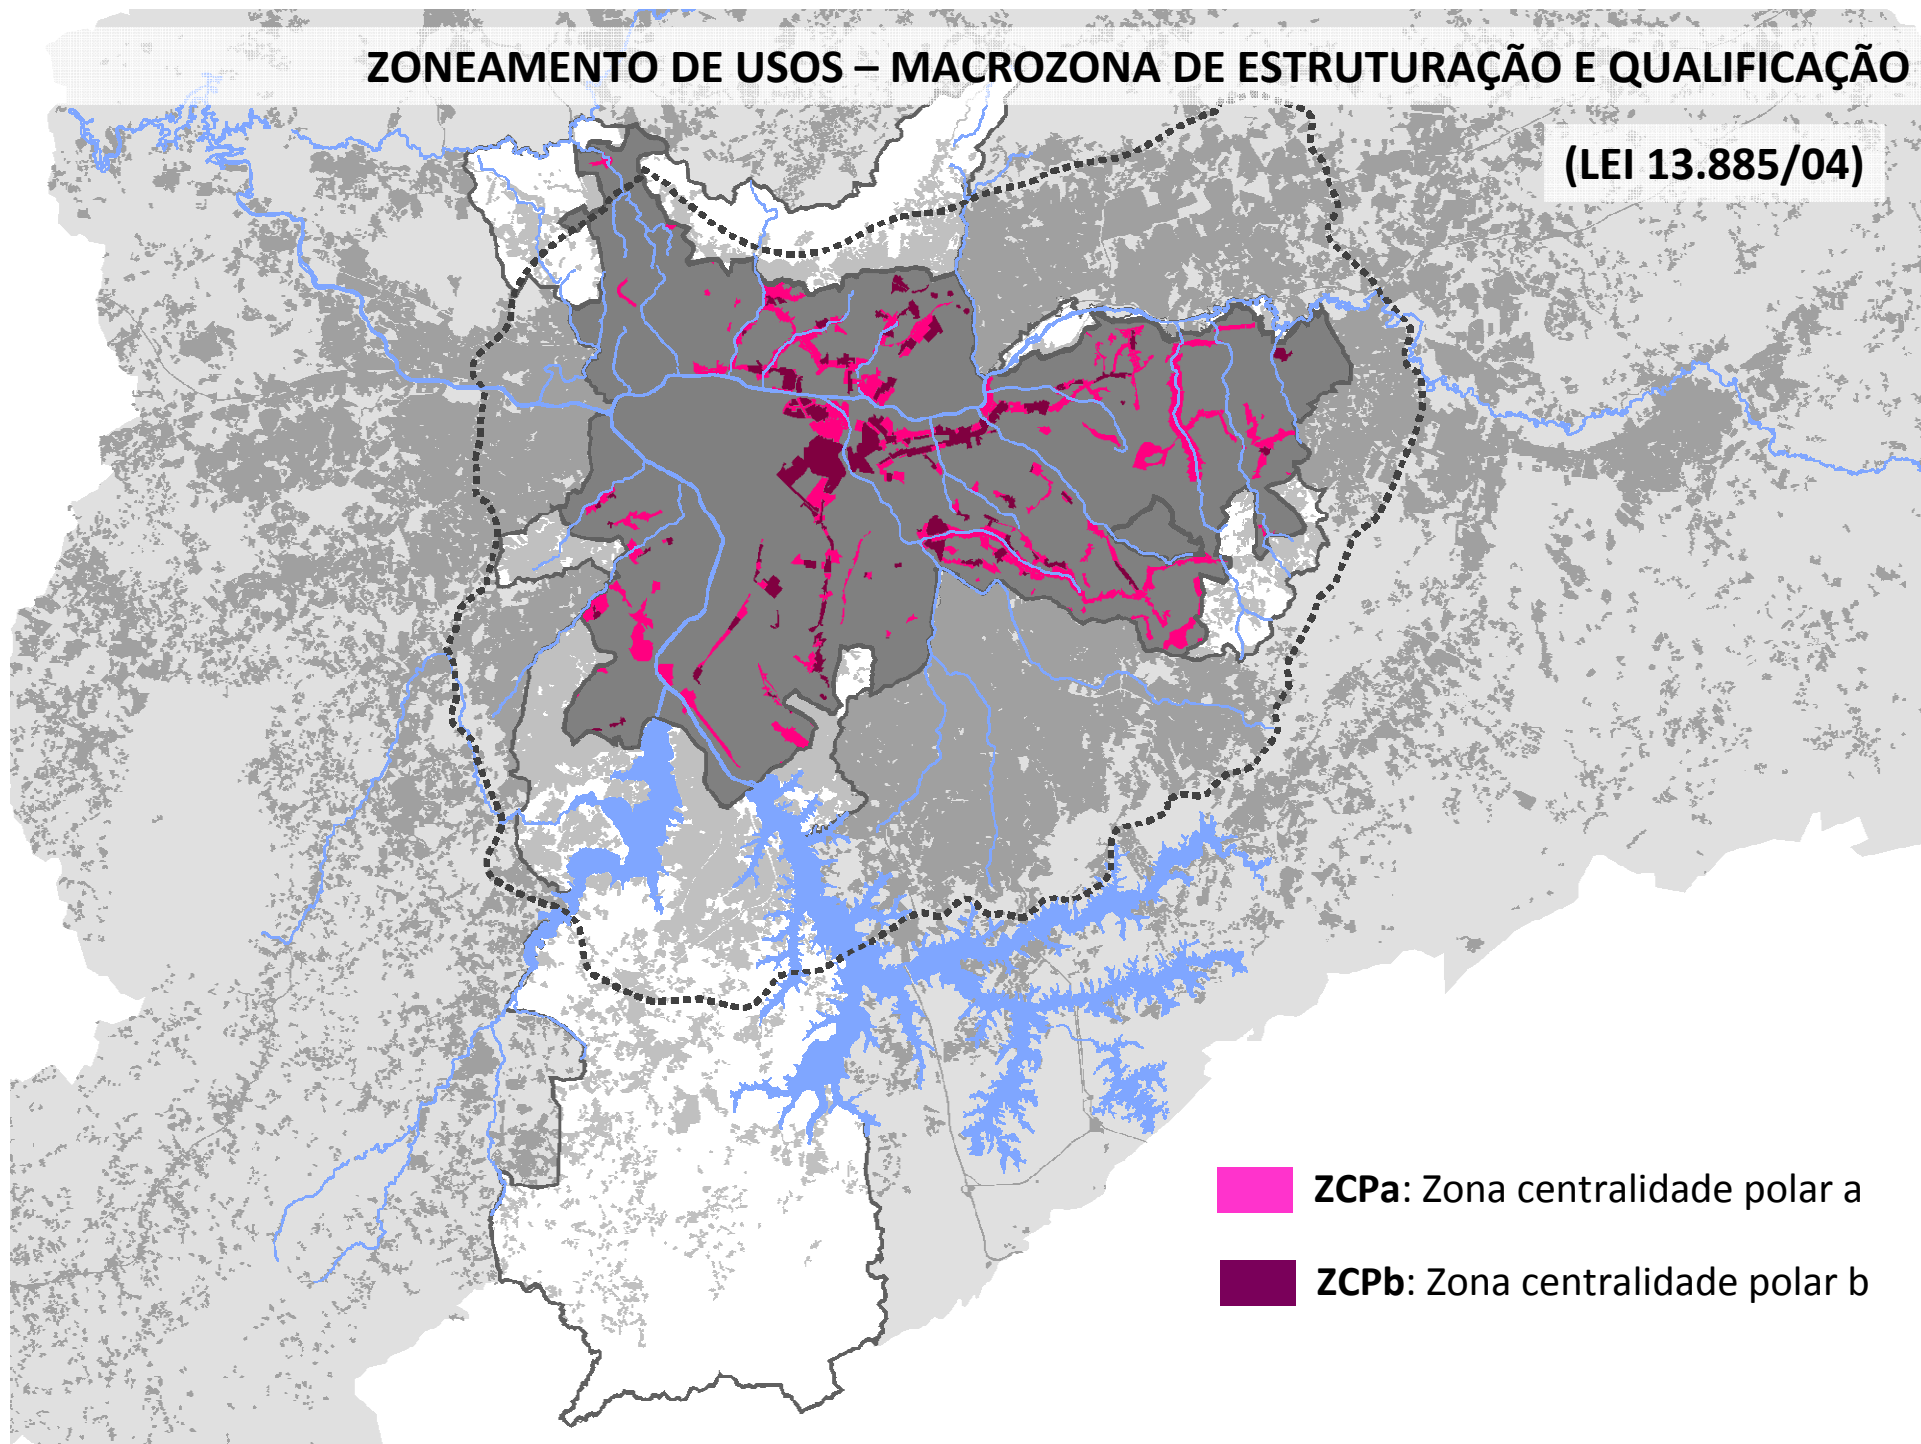 ZONEAMENTO DE USOS – MACROZONA DE ESTRUTURAÇÃO E QUALIFICAÇÃO
(LEI 13.885/04)
ZCPa: Zona centralidade polar a
ZCPb: Zona centralidade polar b